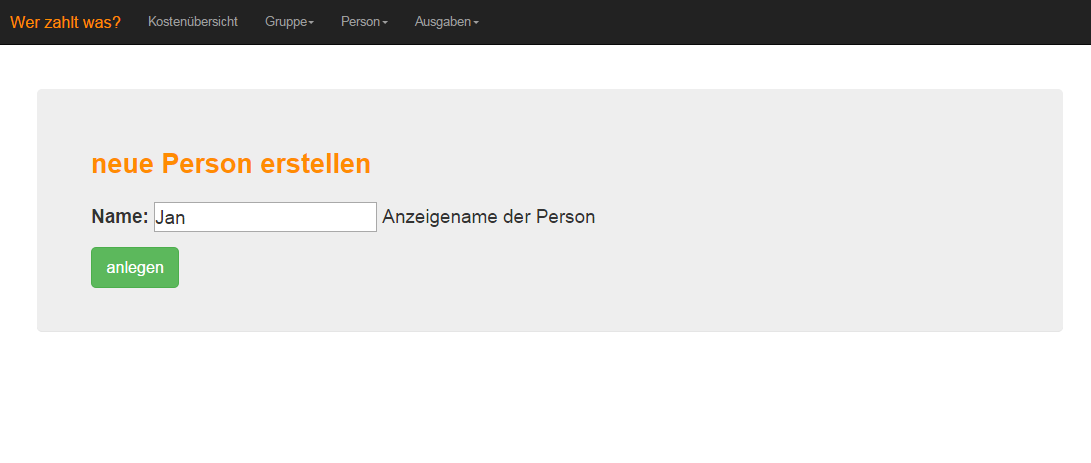 Wer zahlt was? Kostenübersicht Gruppe Person Ausgaben
neue Person erstellen
Name: Jan Anzeigename der Person
anlegen